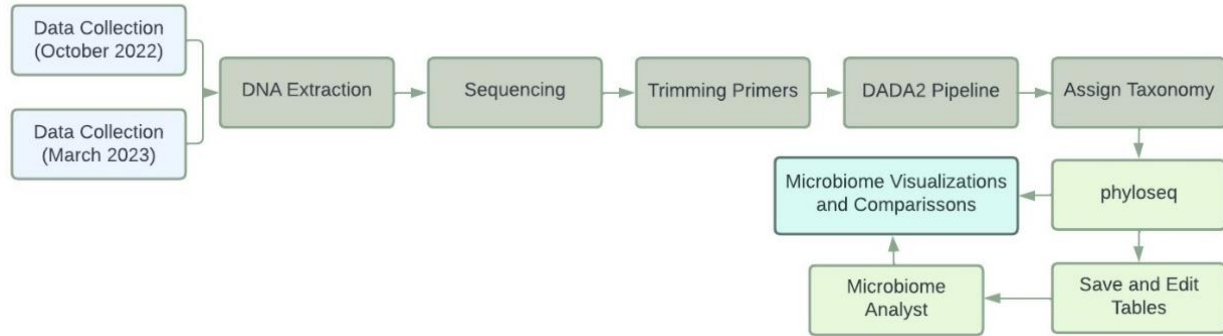 Data Collection
(October 2022)
Data Collection
(March 2023)
DNA Extraction
Sequencing
Trimming Primers
DADA2 Pipeline
Assign Taxonomy
Microbiome Visualizations
and Comparissons
phyloseq
Microbiome
Analyst
Save and Edit
Tables